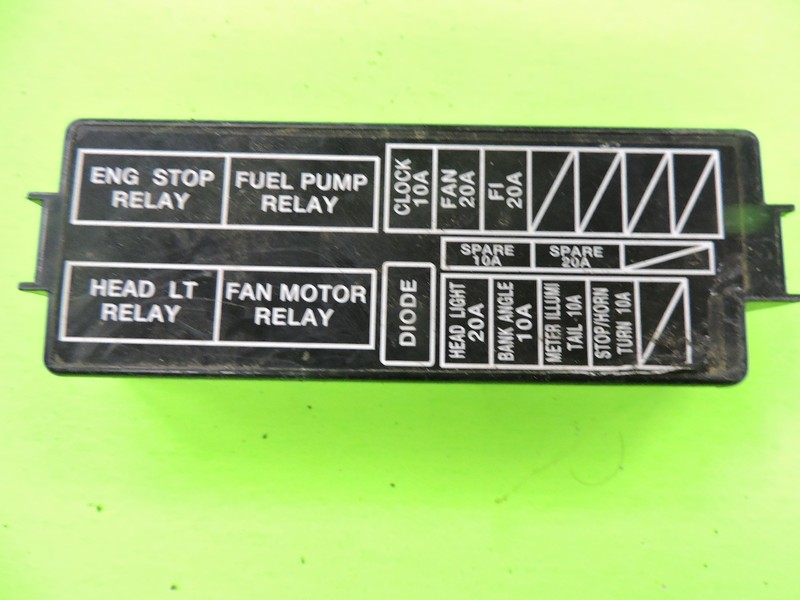 ENG STOP
RELAY
FUEL PUMP
RELAY
CLOCK
10A
FAN
20A
FI
20A
SPARE
10A
SPARE
20A
HEAD LT
RELAY
FAN MOTOR
RELAY
DIODE
HEAD LIGHT
20A
BANK ANGLE
10A
METER ILLUMI
TAIL 10A
STOP/HORN
TURN 10A